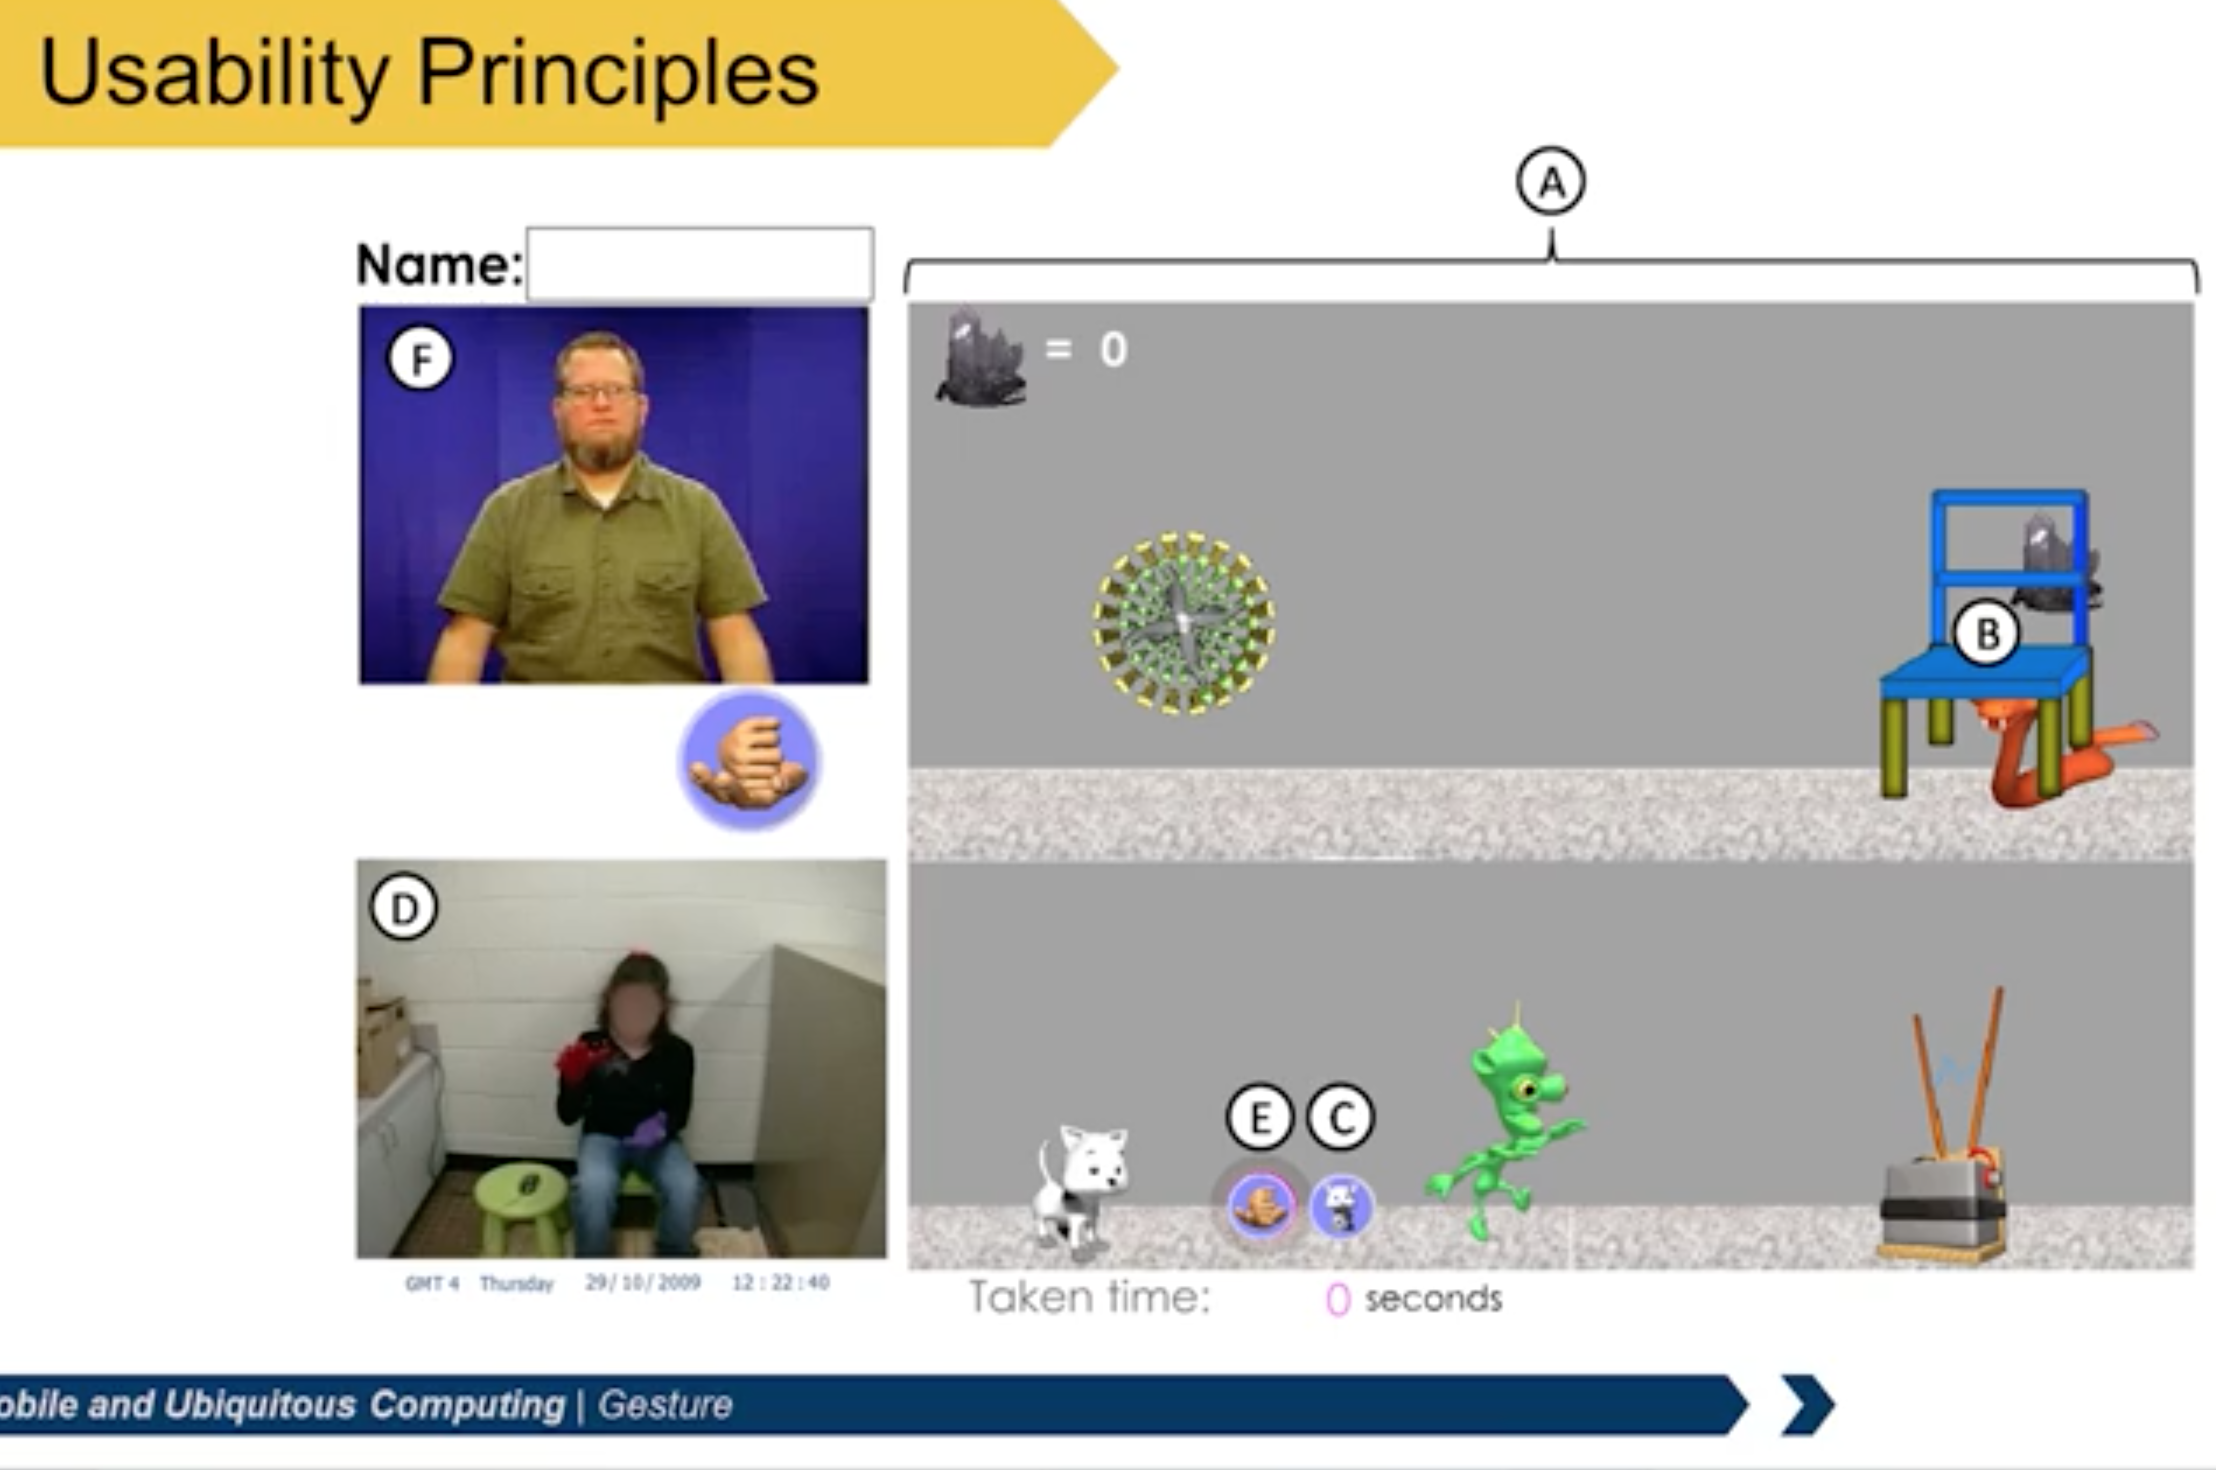 Usability Principles
A
Name:
F
= 0
B
D
E C
GMT 4 Thursday 29/10/2009 12:22:40
Taken time: 0 seconds
obile and Ubiquitous Computing | Gesture